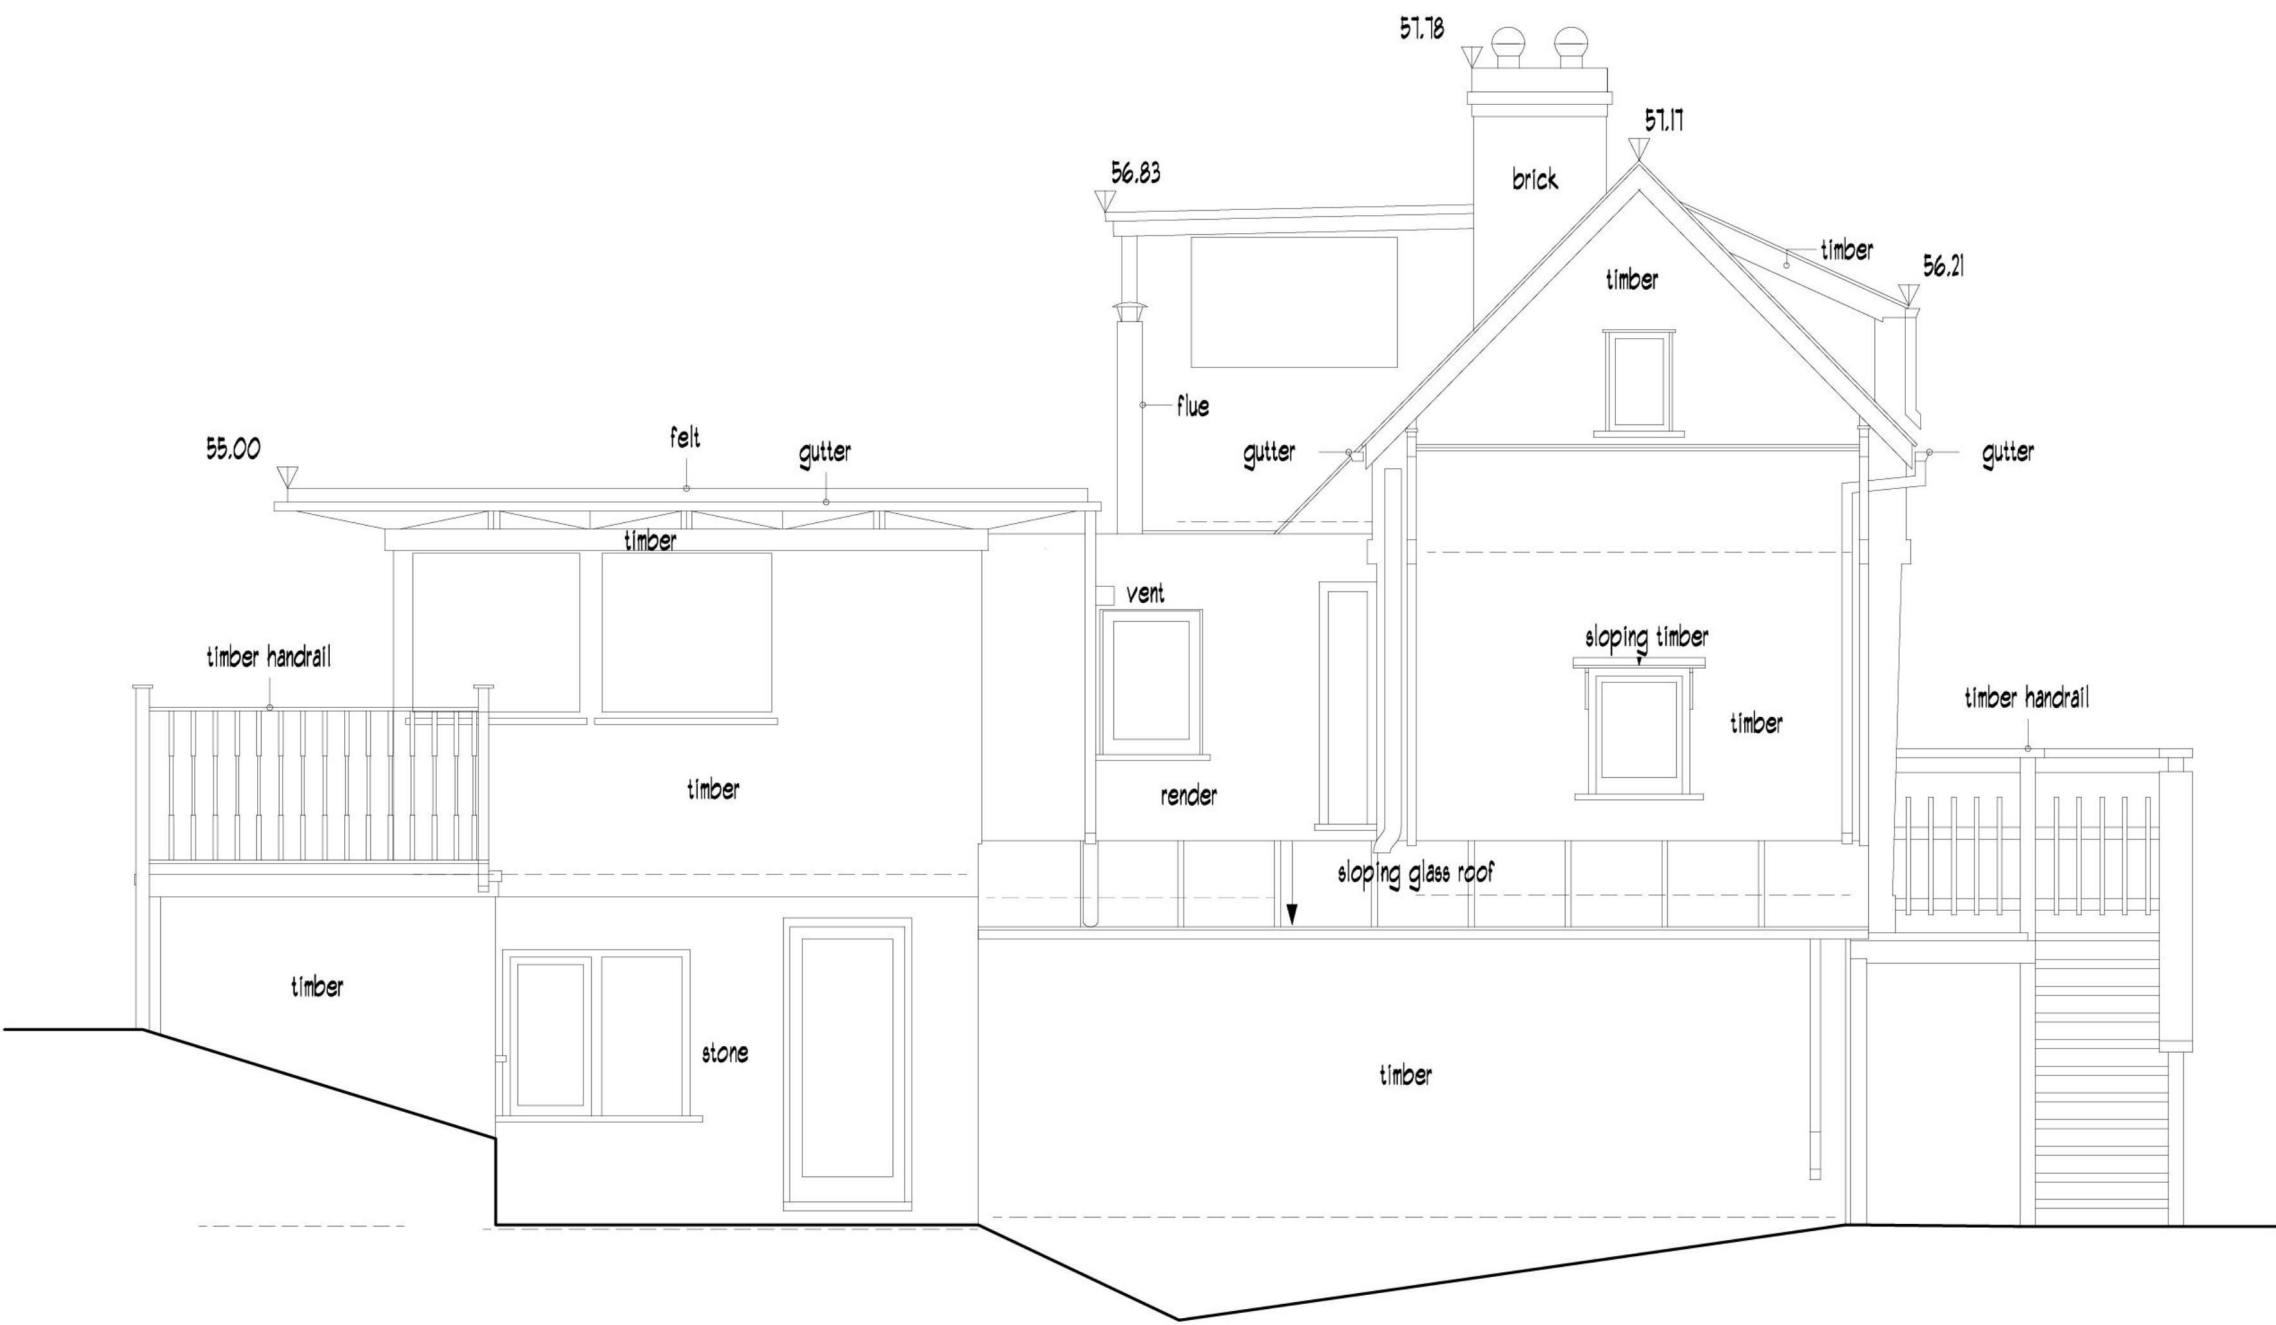 57.78
57.17
56.83
brick
timber
timber
56.21
flue
felt
gutter
gutter
gutter
55.00
timber
vent
sloping timber
timber handrail
timber handrail
timber
timber
render
sloping glass roof
timber
stone
timber